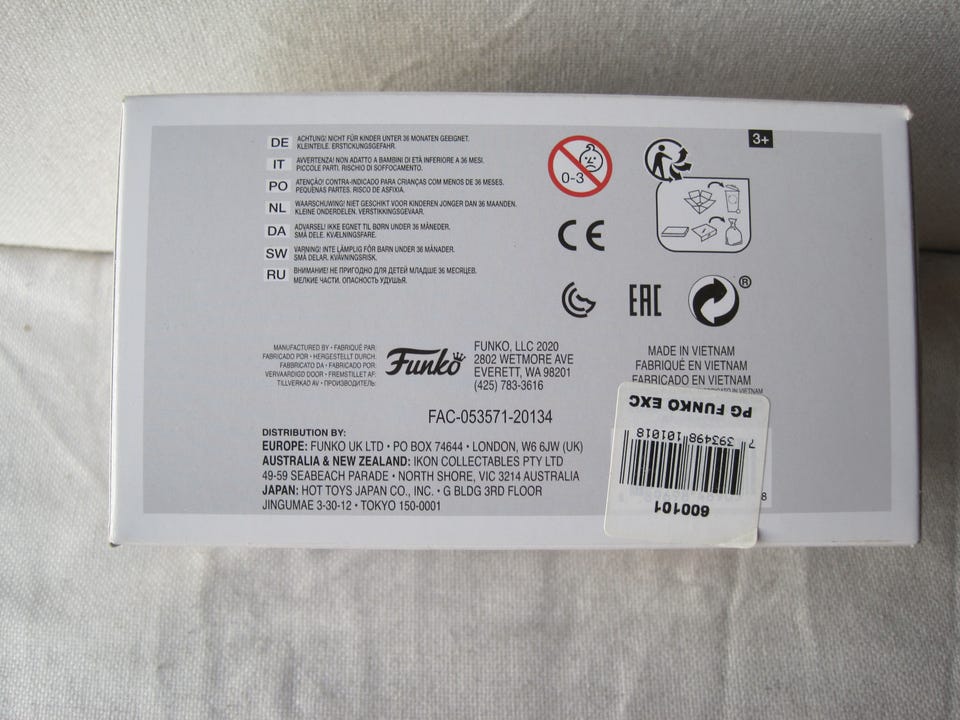 DE ACHTUNG! NICHT FÜR KINDER UNTER 36 MONATEN GEEIGNET.
KLEINTEILE. ERSTICKUNGSGEFAHR.
IT AVVERTENZA! NON ADATTO A BAMBINI DI ETÀ INFERIORE A 36 MESI.
PICCOLE PARTI. RISCHIO DI SOFFOCAMENTO.
PO ATENÇÃO! CONTRA-INDICADO PARA CRIANÇAS COM MENOS DE 36 MESES.
PEQUENAS PARTES. RISCO DE ASFIXIA.
NL WAARSCHUWING! NIET GESCHIKT VOOR KINDEREN JONGER DAN 36 MAANDEN.
KLEINE ONDERDELEN. VERSTIKKINGSGEVAAR.
DA ADVARSEL! IKKE EGNET TIL BØRN UNDER 36 MÅNEDER.
SMÅ DELE. KVÆLNINGSFARE.
SW VARNING! INTE LÄMPLIG FÖR BARN UNDER 36 MÅNADER.
SMÅ DELAR. KVÄVNINGSRISK.
RU ВНИМАНИЕ! НЕ ПРИГОДНО ДЛЯ ДЕТЕЙ МЛАДШЕ 36 МЕСЯЦЕВ.
МЕЛКИЕ ЧАСТИ. ОПАСНОСТЬ УДУШЬЯ.
0-3
3+
CE
EAC
®
MANUFACTURED BY • FABRIQUÉ PAR:
FABRICADO POR • HERGESTELLT DURCH:
FABBRICATO DA • FABRICADO POR:
VERVAARDIGD DOOR • FREMSTILLET AF:
TILLVERKAD AV • ПРОИЗВОДИТЕЛЬ:
Funko
FUNKO, LLC 2020
2802 WETMORE AVE
EVERETT, WA 98201
(425) 783-3616
MADE IN VIETNAM
FABRIQUÉ EN VIETNAM
FABRICADO EN VIETNAM
IN VIETNAM
FAC-053571-20134
DISTRIBUTION BY:
EUROPE: FUNKO UK LTD • PO BOX 74644 • LONDON, W6 6JW (UK)
AUSTRALIA & NEW ZEALAND: IKON COLLECTABLES PTY LTD
49-59 SEABEACH PARADE • NORTH SHORE, VIC 3214 AUSTRALIA
JAPAN: HOT TOYS JAPAN CO., INC. • G BLDG 3RD FLOOR
JINGUMAE 3-30-12 • TOKYO 150-0001
8
600101
7 393498 101018
PG FUNKO EXC